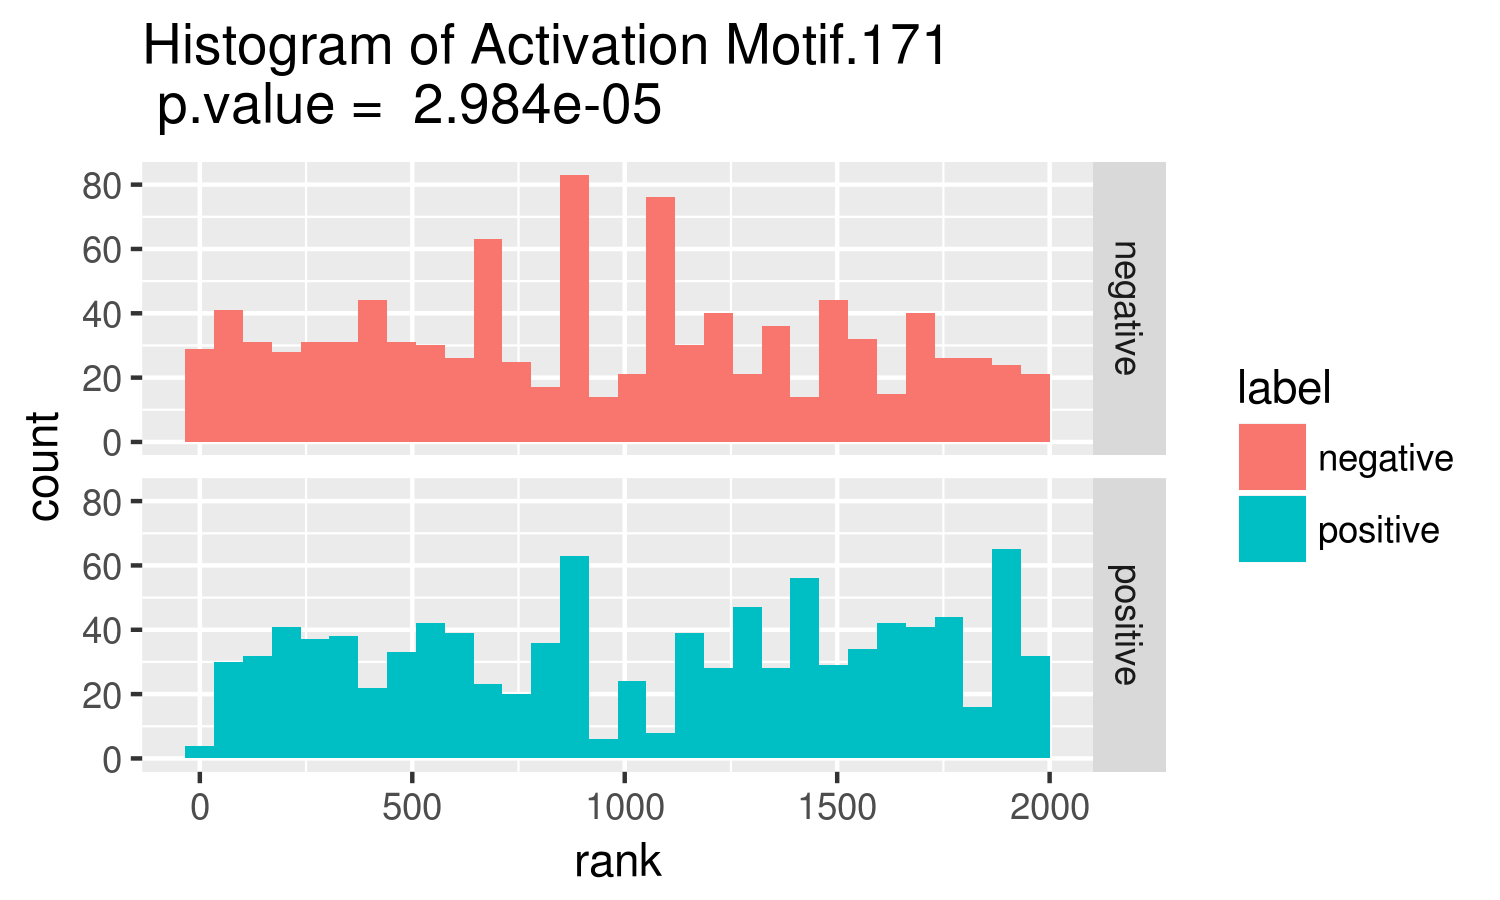 Histogram of Activation Motif.171
p.value = 2.984e-05
80
60
40
20
0
negative
80
60
40
20
0
positive
0 500 1000 1500 2000
rank
count
label
negative
positive